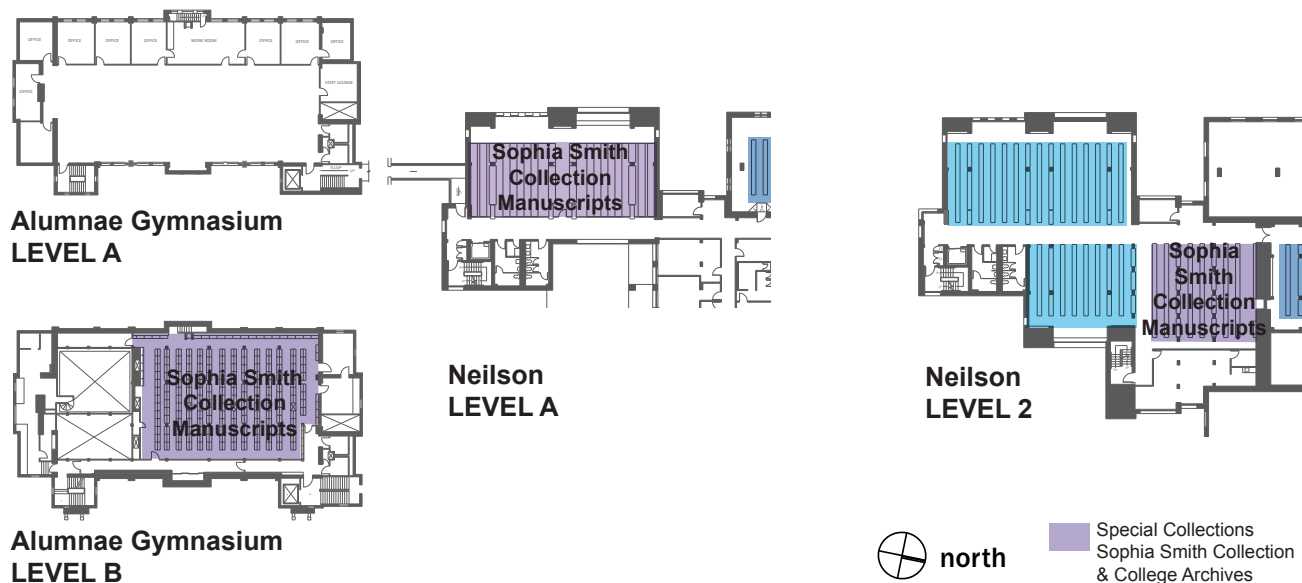 OFFICE
OFFICE
OFFICE
OFFICE
WORK ROOM
OFFICE
OFFICE
OFFICE
OFFICE
STAFF LOUNGE
RAMP
UP
Alumnae Gymnasium
LEVEL A
Sophia Smith
Collection
Manuscripts
Neilson
LEVEL A
Sophia
Smith
Collection
Manuscripts
Neilson
LEVEL 2
Sophia Smith
Collection
Manuscripts
Alumnae Gymnasium
LEVEL B
north
Special Collections
Sophia Smith Collection
& College Archives